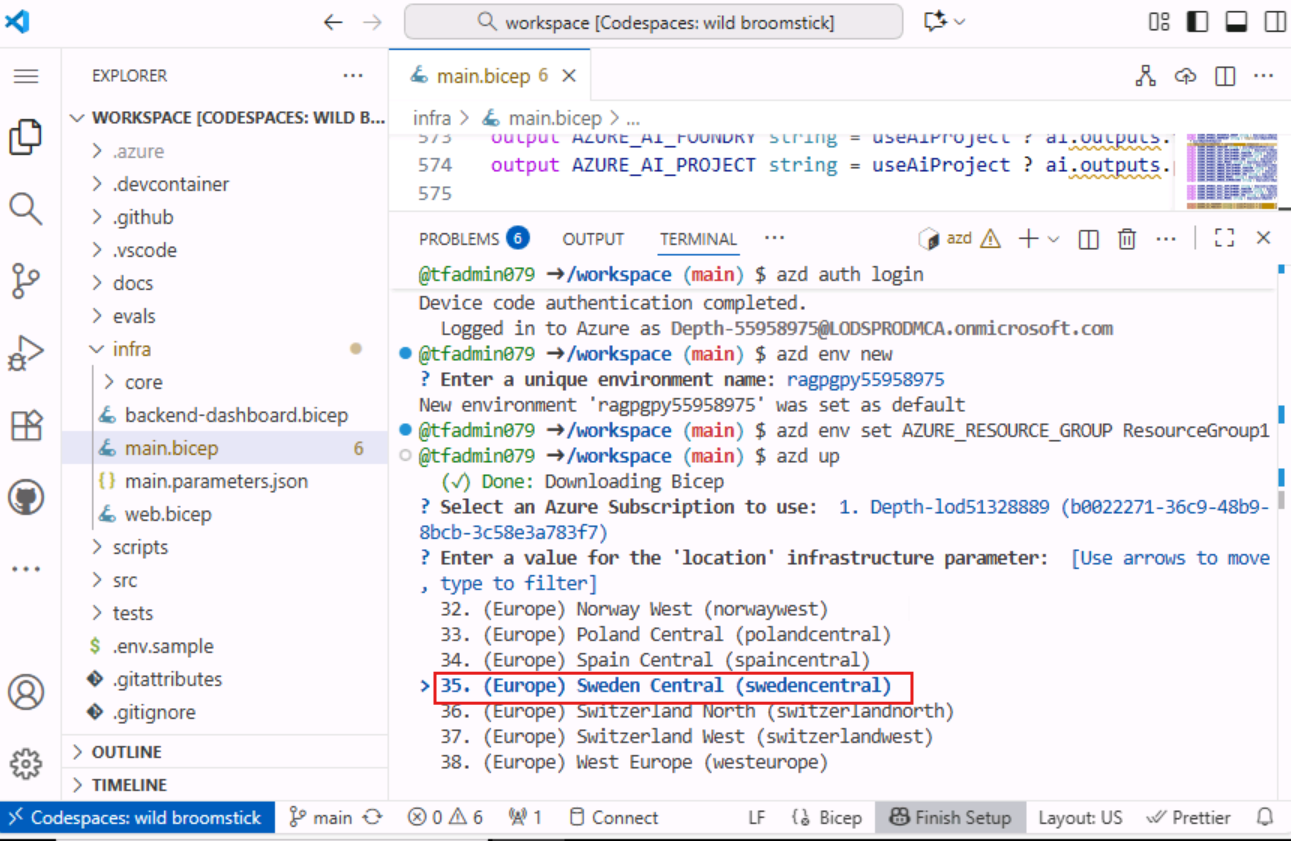 workspace [Codespaces: wild broomstick]
EXPLORER
...
WORKSPACE [CODESPACES: WILD B...
.azure
.devcontainer
.github
.vscode
docs
evals
infra
core
backend-dashboard.bicep
main.bicep 6
{} main.parameters.json
web.bicep
scripts
src
tests
$ .env.sample
.gitattributes
.gitignore
OUTLINE
TIMELINE
main.bicep 6
infra > main.bicep > ...
573 output AZURE_AI_FOUNDRY string = useAiProject ? ai.outputs.
574 output AZURE_AI_PROJECT string = useAiProject ? ai.outputs.
575
PROBLEMS 6 OUTPUT TERMINAL ... azd
@tfadmin079 →/workspace (main) $ azd auth login
Device code authentication completed.
Logged in to Azure as Depth-55958975@LODSPRODMCA.onmicrosoft.com
@tfadmin079 →/workspace (main) $ azd env new
? Enter a unique environment name: ragpgpy55958975
New environment 'ragpgpy55958975' was set as default
@tfadmin079 →/workspace (main) $ azd env set AZURE_RESOURCE_GROUP ResourceGroup1
@tfadmin079 →/workspace (main) $ azd up
(✓) Done: Downloading Bicep
? Select an Azure Subscription to use:  1. Depth-lod51328889 (b0022271-36c9-48b9-
8bcb-3c58e3a783f7)
? Enter a value for the 'location' infrastructure parameter:  [Use arrows to move
, type to filter]
32. (Europe) Norway West (norwaywest)
33. (Europe) Poland Central (polandcentral)
34. (Europe) Spain Central (spaincentral)
> 35. (Europe) Sweden Central (swedencentral)
36. (Europe) Switzerland North (switzerlandnorth)
37. (Europe) Switzerland West (switzerlandwest)
38. (Europe) West Europe (westeurope)
Codespaces: wild broomstick main 0 6 1 Connect LF Bicep Finish Setup Layout: US Prettier